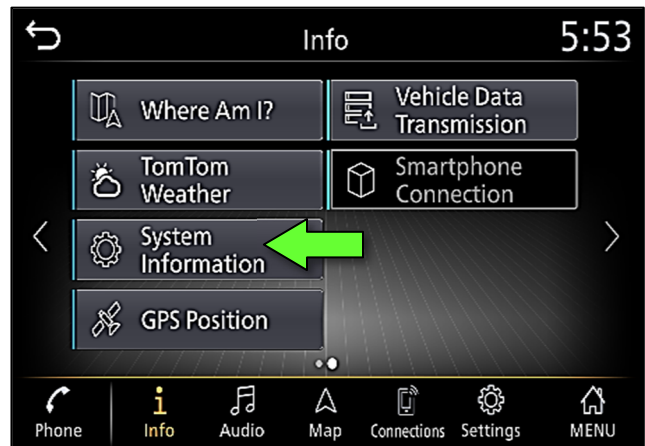 Info
5:53
Where Am I?
Vehicle Data
Transmission
TomTom
Weather
Smartphone
Connection
System
Information
GPS Position
Phone
Info
Audio
Map
Connections
Settings
MENU